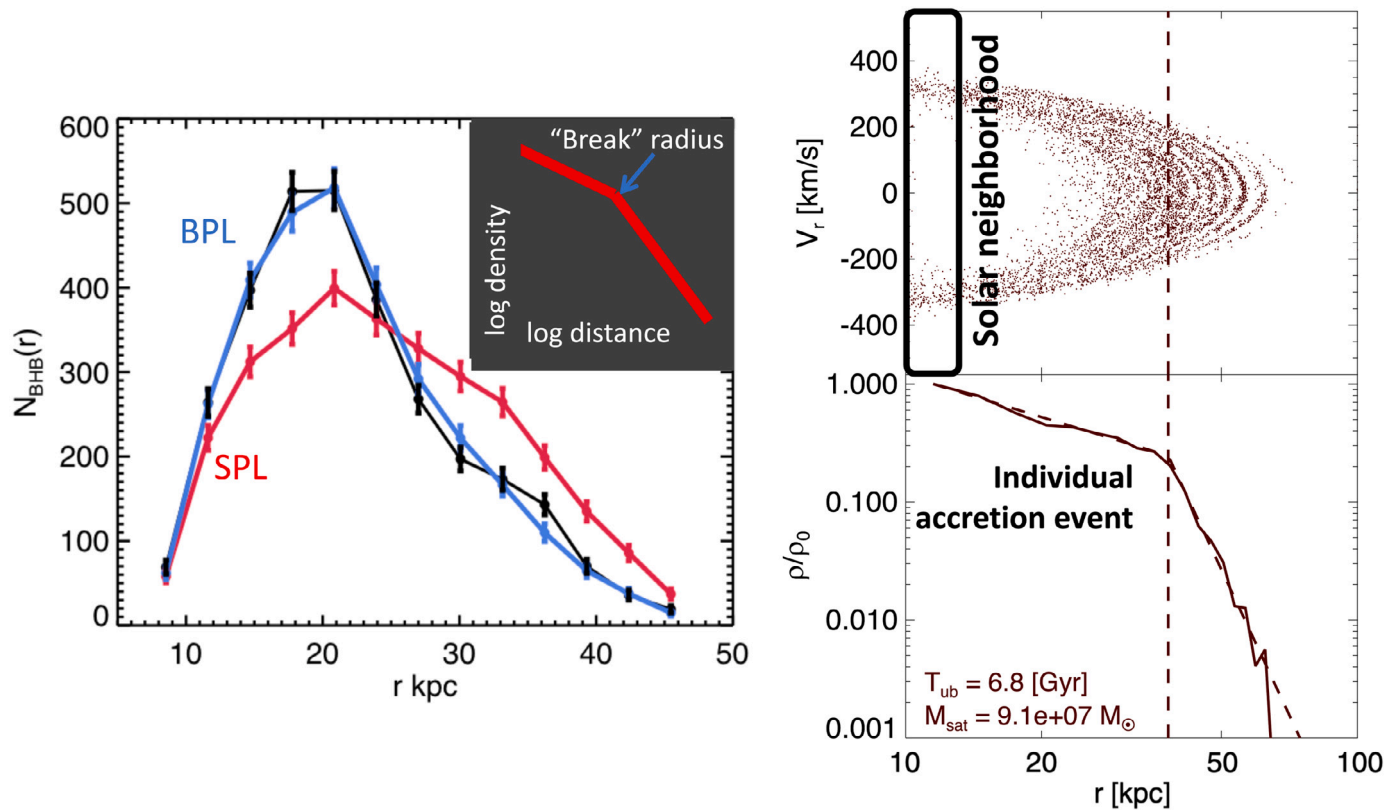 600
500
400
300
200
100
0
N_BHB(r)
BPL
SPL
"Break" radius
log density
log distance
10
20
30
40
50
r kpc
400
200
0
-200
-400
V_r [km/s]
Solar neighborhood
1.000
0.100
0.010
0.001
ρ/ρ₀
Individual
accretion event
T_ub = 6.8 [Gyr]
M_sat = 9.1e+07 M_☉
10
20
50
100
r [kpc]